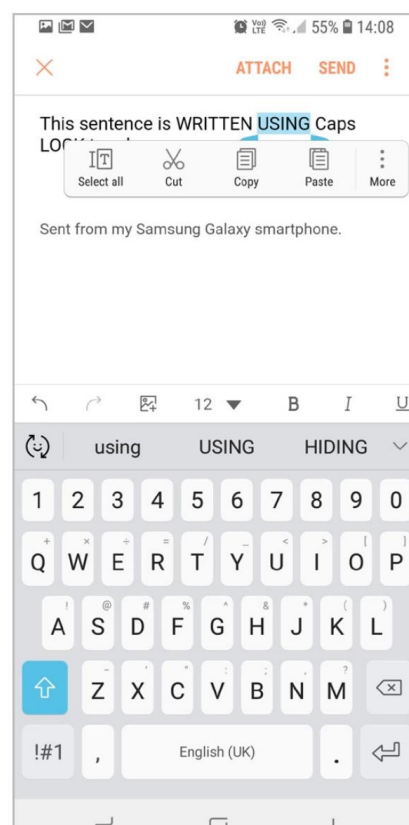 Vo)) LTE 55% 14:08
ATTACH SEND
This sentence is WRITTEN USING Caps
Select all Cut Copy Paste More
Sent from my Samsung Galaxy smartphone.
12 B I U
using USING HIDING
1 2 3 4 5 6 7 8 9 0
+ × ÷ = / _ < > [ ]
Q W E R T Y U I O P
! @ # % ^ & * ( )
A S D F G H J K L
- ' " : ; , ?
Z X C V B N M
!#1 , English (UK) .